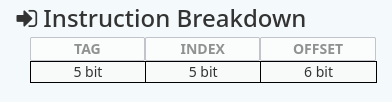 Instruction Breakdown
TAG INDEX OFFSET
5 bit 5 bit 6 bit